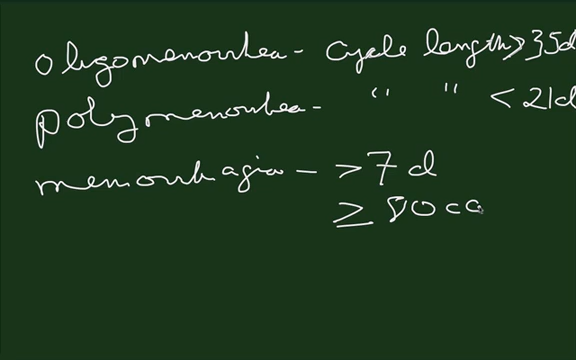 oligomenorrhea - cycle length > 35d
polymenorrhea - " " < 21d
menorrhagia - > 7 d
≥ 80 cc